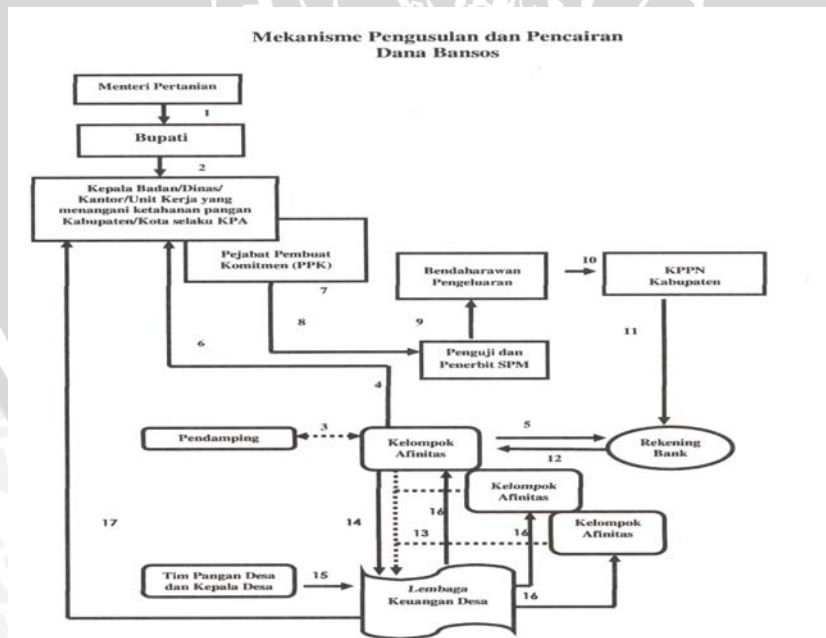 Mekanisme Pengusulan dan Pencairan
Dana Bansos
Menteri Pertanian
1
Bupati
2
Kepala Badan/Dinas/
Kantor/Unit Kerja yang
menangani ketahanan pangan
Kabupaten/Kota selaku KPA
Pejabat Pembuat
Komitmen (PPK)
7
Bendaharawan
Pengeluaran
10
KPPN
Kabupaten
8
9
11
6
Penguji dan
Penerbit SPM
4
Pendamping
3
Kelompok
Afinitas
5
12
Rekening
Bank
Kelompok
Afinitas
17
14
13
16
16
Kelompok
Afinitas
Tim Pangan Desa
dan Kepala Desa
15
Lembaga
Keuangan Desa
16